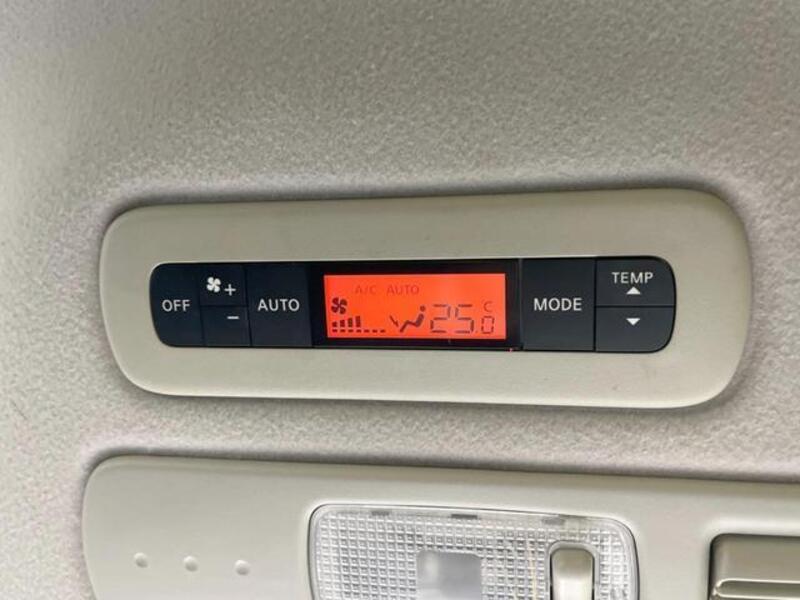 OFF
+
−
AUTO
A/C AUTO
25.0 °C
MODE
TEMP